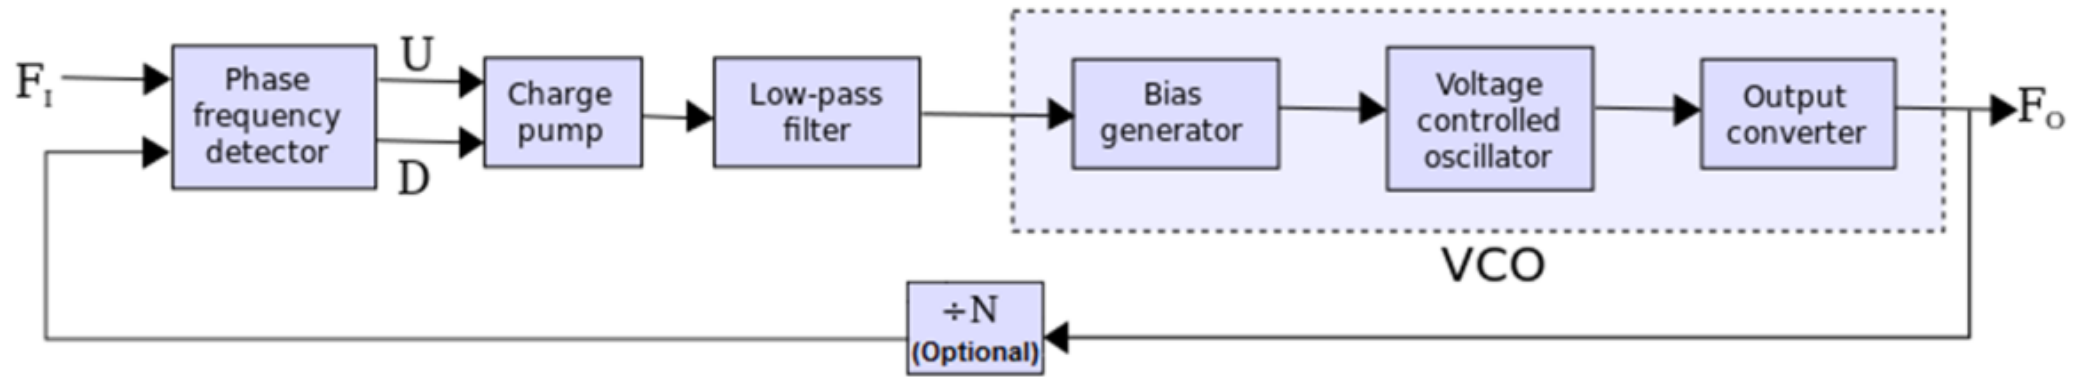 F_I
Phase
frequency
detector
U
D
Charge
pump
Low-pass
filter
Bias
generator
Voltage
controlled
oscillator
Output
converter
F_O
VCO
÷N
(Optional)